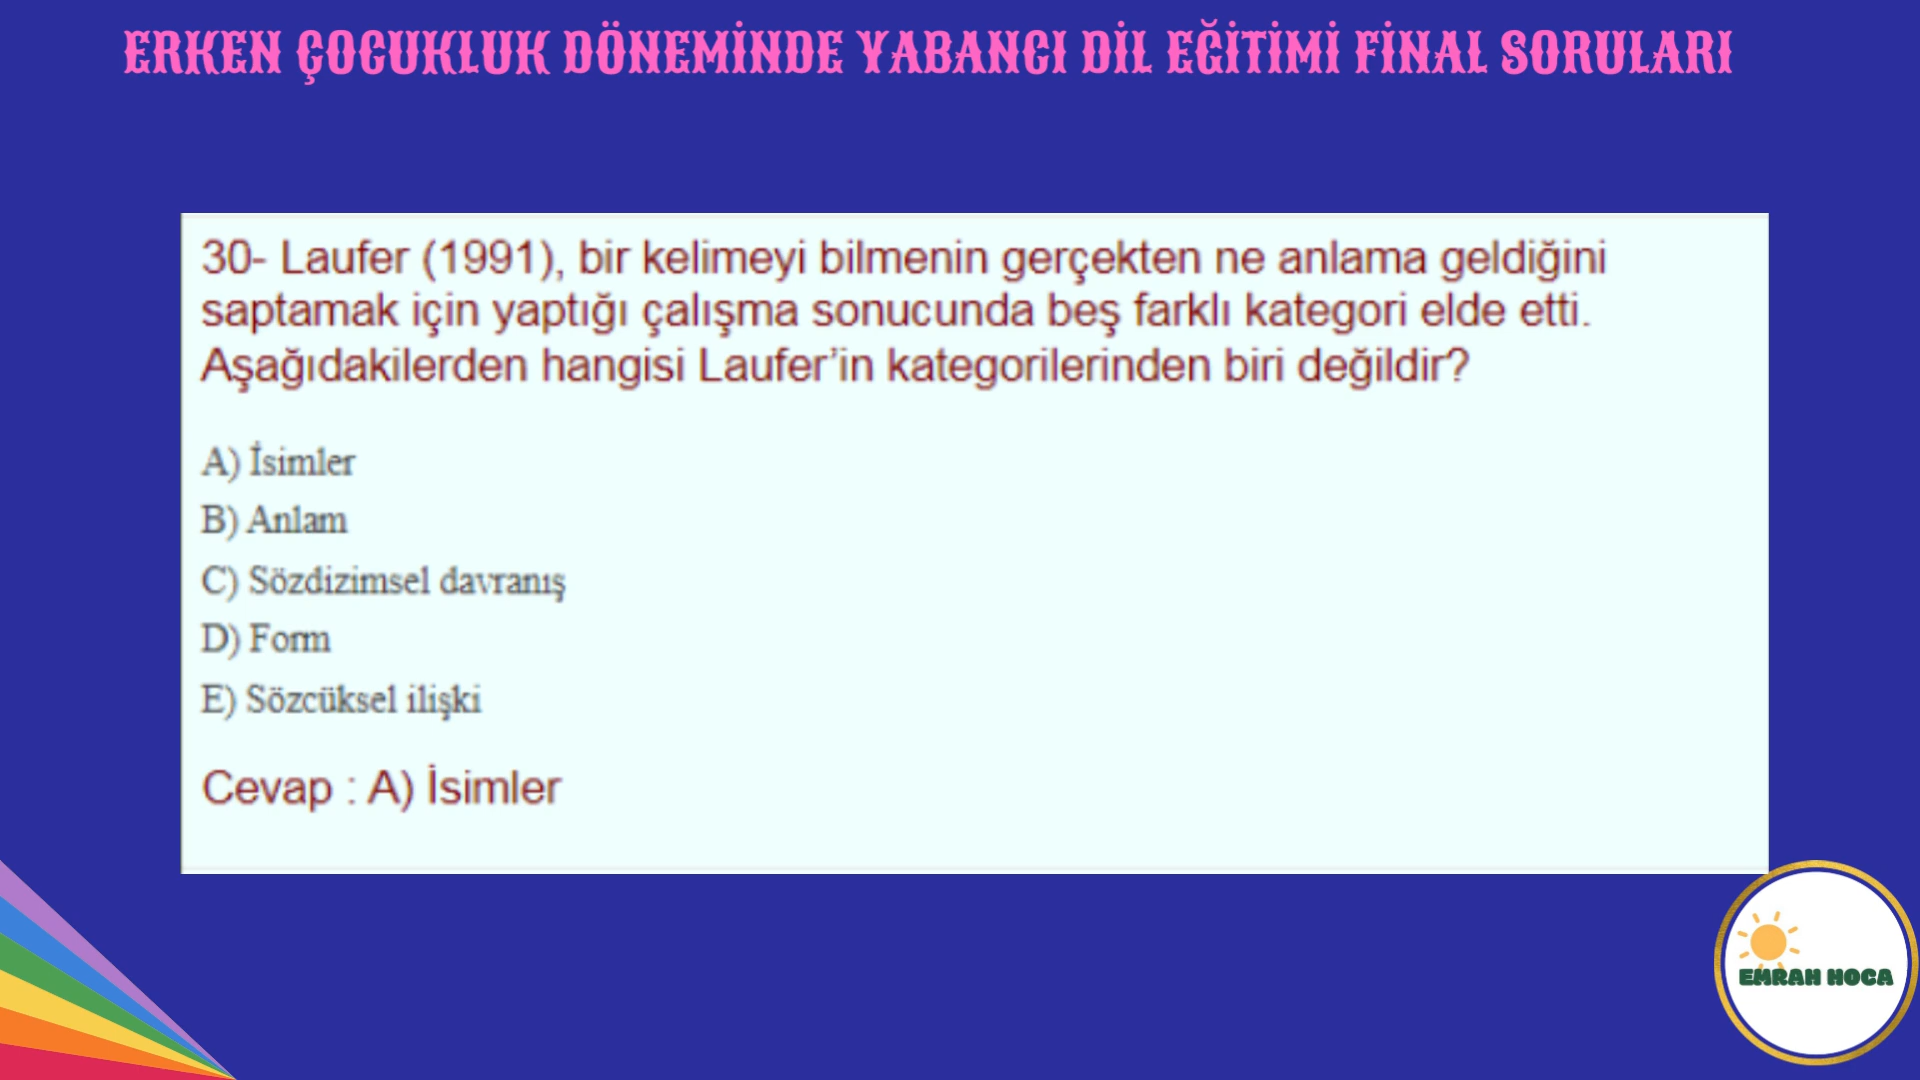 ERKEN ÇOCUKLUK DÖNEMİNDE YABANCI DİL EĞİTİMİ FİNAL SORULARI
30- Laufer (1991), bir kelimeyi bilmenin gerçekten ne anlama geldiğini
saptamak için yaptığı çalışma sonucunda beş farklı kategori elde etti.
Aşağıdakilerden hangisi Laufer’in kategorilerinden biri değildir?
A) İsimler
B) Anlam
C) Sözdizimsel davranış
D) Form
E) Sözcüksel ilişki
Cevap : A) İsimler
EMRAH HOCA